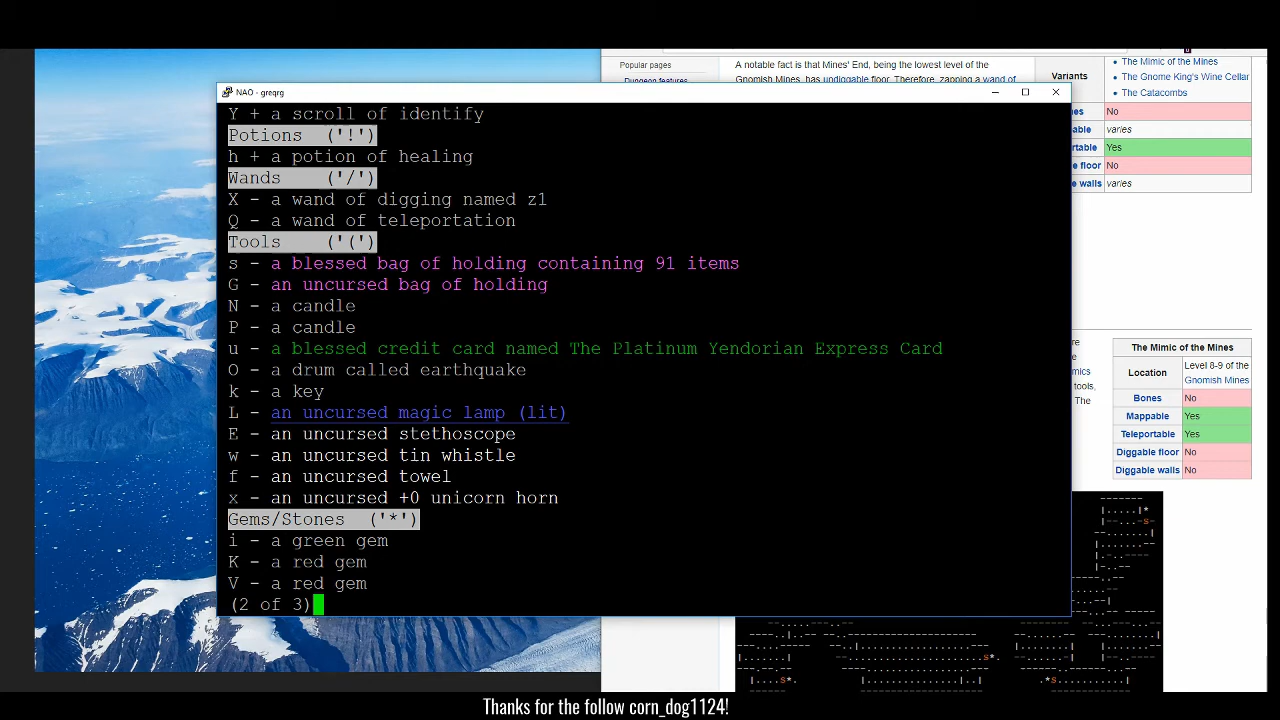 Popular pages
Dungeon features
A notable fact is that Mines' End, being the lowest level of the
Gnomish Mines, has undiggable floor. Therefore, zapping a wand of
Variants
• The Mimic of the Mines
• The Gnome King's Wine Cellar
• The Catacombs
No
varies
Yes
No
varies
NAO - greqrg
Y + a scroll of identify
Potions ('!')
h + a potion of healing
Wands ('/')
X - a wand of digging named z1
Q - a wand of teleportation
Tools ('(')
s - a blessed bag of holding containing 91 items
G - an uncursed bag of holding
N - a candle
P - a candle
u - a blessed credit card named The Platinum Yendorian Express Card
O - a drum called earthquake
k - a key
L - an uncursed magic lamp (lit)
E - an uncursed stethoscope
w - an uncursed tin whistle
f - an uncursed towel
x - an uncursed +0 unicorn horn
Gems/Stones ('*')
i - a green gem
K - a red gem
V - a red gem
(2 of 3)
The Mimic of the Mines
Location
Level 8-9 of the
Gnomish Mines
Bones No
Mappable Yes
Teleportable Yes
Diggable floor No
Diggable walls No
tools,
The
Thanks for the follow corn_dog1124!